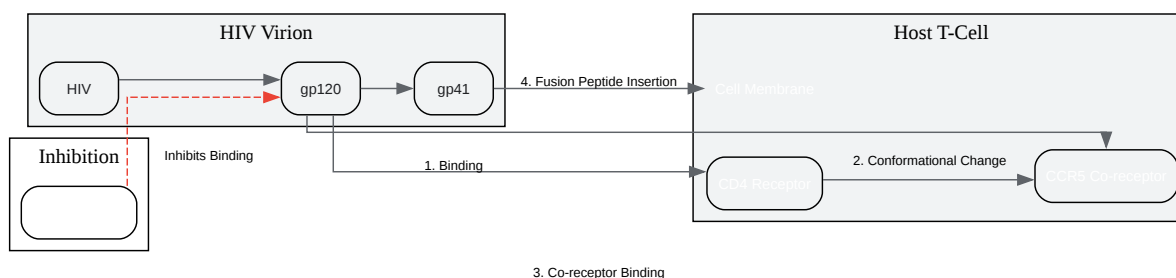 HIV Virion
Host T-Cell
HIV
gp120
gp41
4. Fusion Peptide Insertion
Cell Membrane
Inhibition
Inhibits Binding
1. Binding
2. Conformational Change
CD4 Receptor
CCR5 Co-receptor
3. Co-receptor Binding